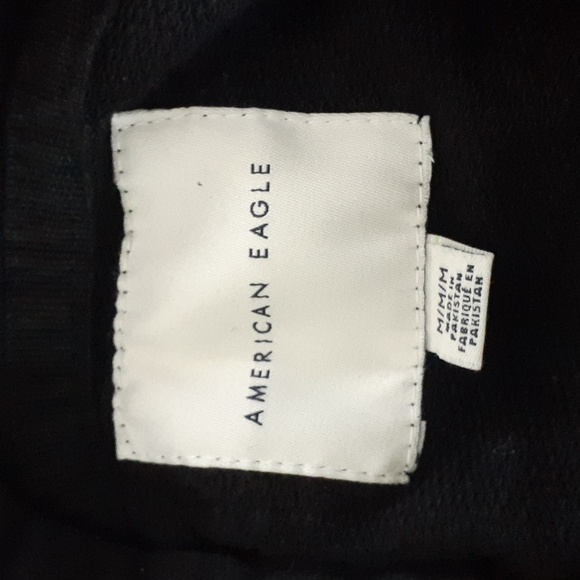 AMERICAN EAGLE
M/M/M
MADE IN
PAKISTAN
FABRIQUÉ EN
PAKISTAN